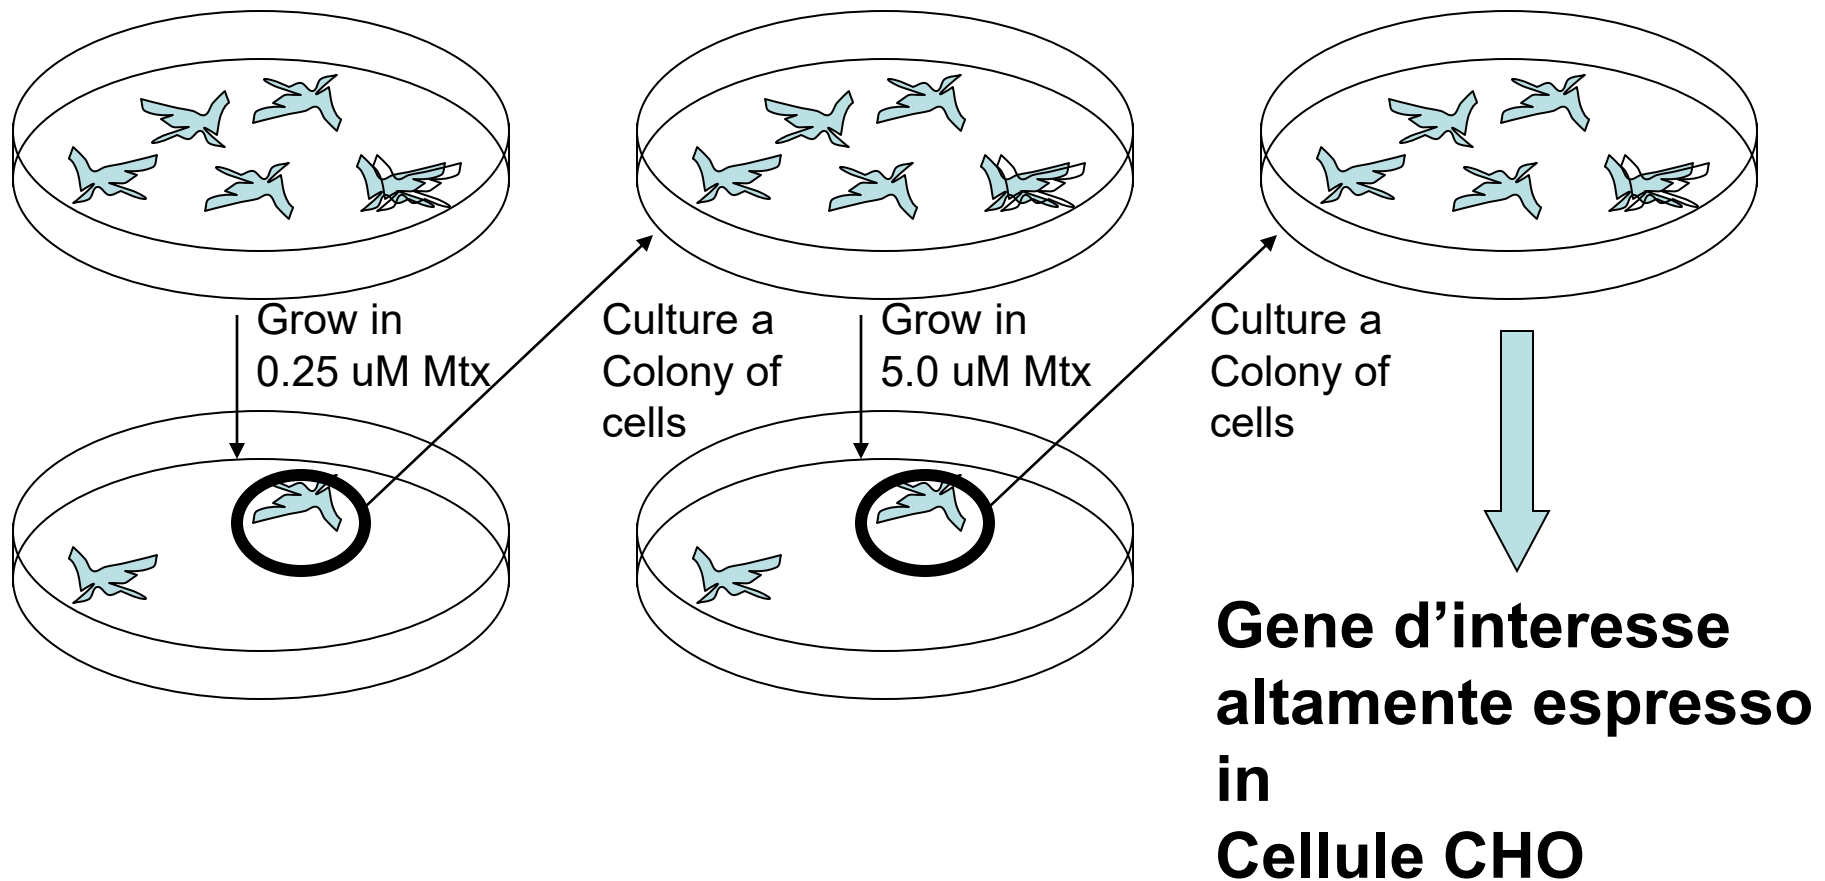 Grow in
0.25 uM Mtx
Culture a
Colony of
cells
Grow in
5.0 uM Mtx
Culture a
Colony of
cells
Gene d’interesse
altamente espresso
in
Cellule CHO